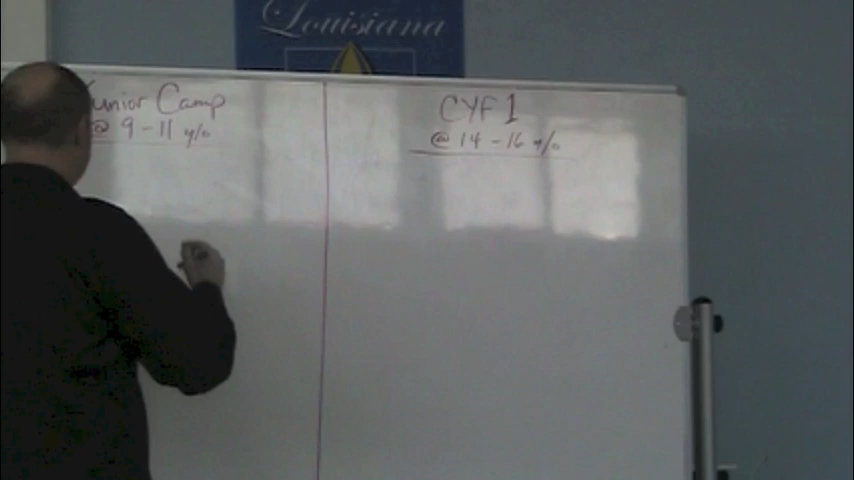 Louisiana
Junior Camp
@ 9-11 y/o
CYF 1
@ 14-16 y/o